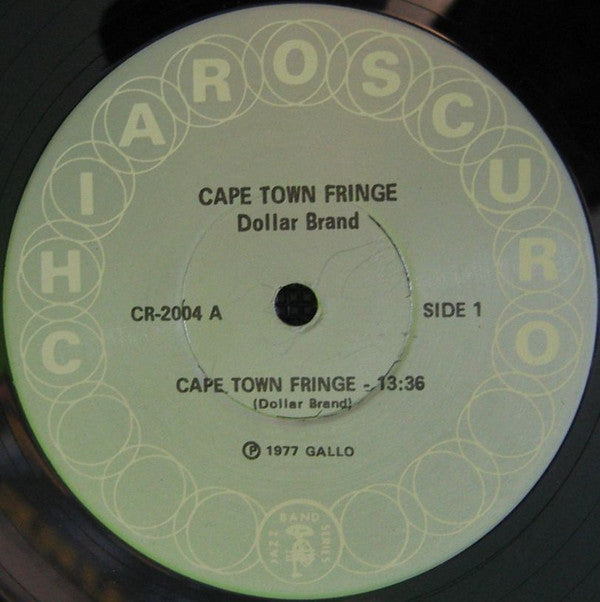 CHIAROSCURO
CAPE TOWN FRINGE
Dollar Brand
CR-2004 A
SIDE 1
CAPE TOWN FRINGE - 13:36
(Dollar Brand)
Ⓟ 1977 GALLO
JAZZ BAND SERIES